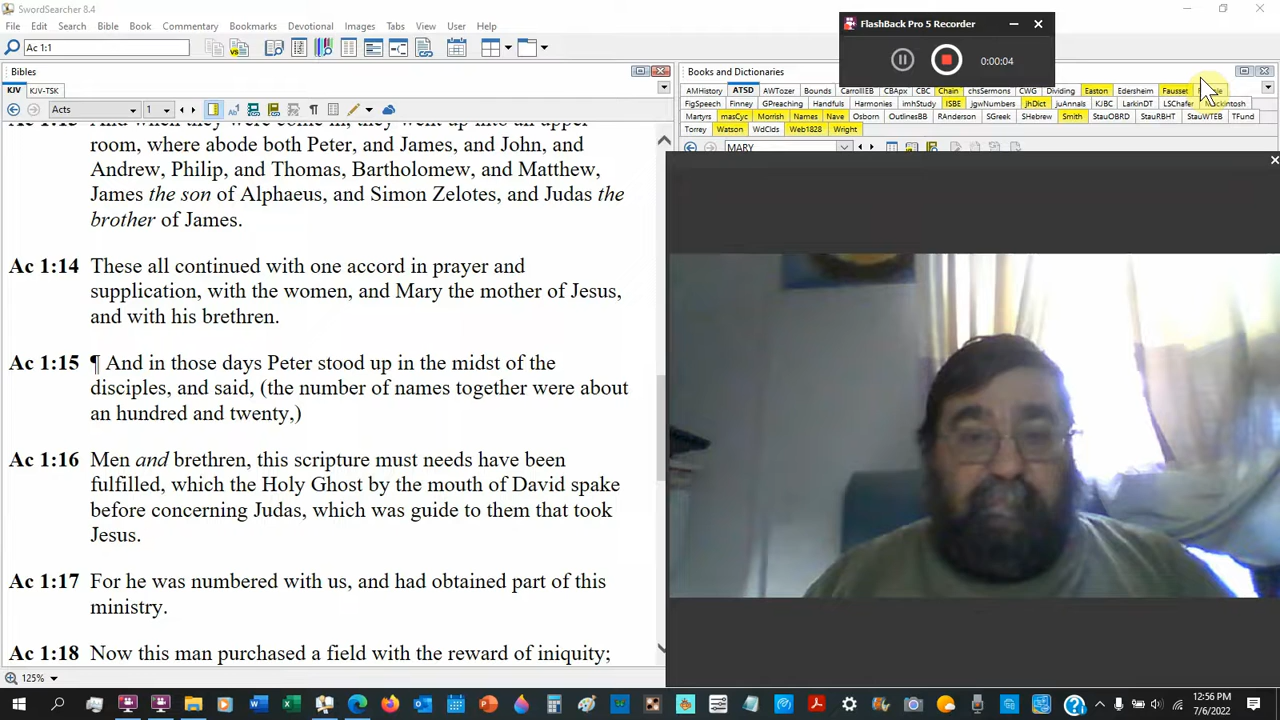 SwordSearcher 8.4
FlashBack Pro 5 Recorder
File Edit Search Bible Book Commentary Bookmarks Devotional Images Tabs View User Help
Ac 1:1
VS
0:00:04
Bibles
Books and Dictionaries
KJV KJV-TSK
AMHistory ATSD AWTozer Bounds CarrollEB CBApx CBC Chain chsSermons CWG Dividing Easton Edersheim Fausset
FigSpeech Finney GPreaching Handfuls Harmonies imhStudy ISBE jgwNumbers jhDict juAnnals KJBC LarkinDT LSChafer Mackintosh
Martyrs masCyc Morrish Names Nave Osborn OutlinesBB RAnderson SGreek SHebrew Smith StauOBRD StauRBHT StauWTEB TFund
Torrey Watson WdClds Web1828 Wright
Acts 1
MARY
room, where abode both Peter, and James, and John, and
Andrew, Philip, and Thomas, Bartholomew, and Matthew,
James the son of Alphaeus, and Simon Zelotes, and Judas the
brother of James.
Ac 1:14 These all continued with one accord in prayer and
supplication, with the women, and Mary the mother of Jesus,
and with his brethren.
Ac 1:15 ¶ And in those days Peter stood up in the midst of the
disciples, and said, (the number of names together were about
an hundred and twenty,)
Ac 1:16 Men and brethren, this scripture must needs have been
fulfilled, which the Holy Ghost by the mouth of David spake
before concerning Judas, which was guide to them that took
Jesus.
Ac 1:17 For he was numbered with us, and had obtained part of this
ministry.
Ac 1:18 Now this man purchased a field with the reward of iniquity;
125%
12:56 PM
7/6/2022